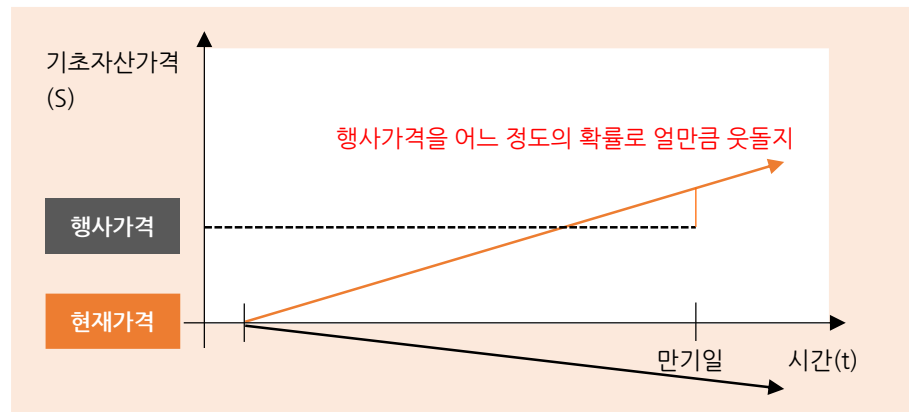 기초자산가격
(S)
행사가격을 어느 정도의 확률로 얼만큼 웃돌지
행사가격
현재가격
만기일
시간(t)